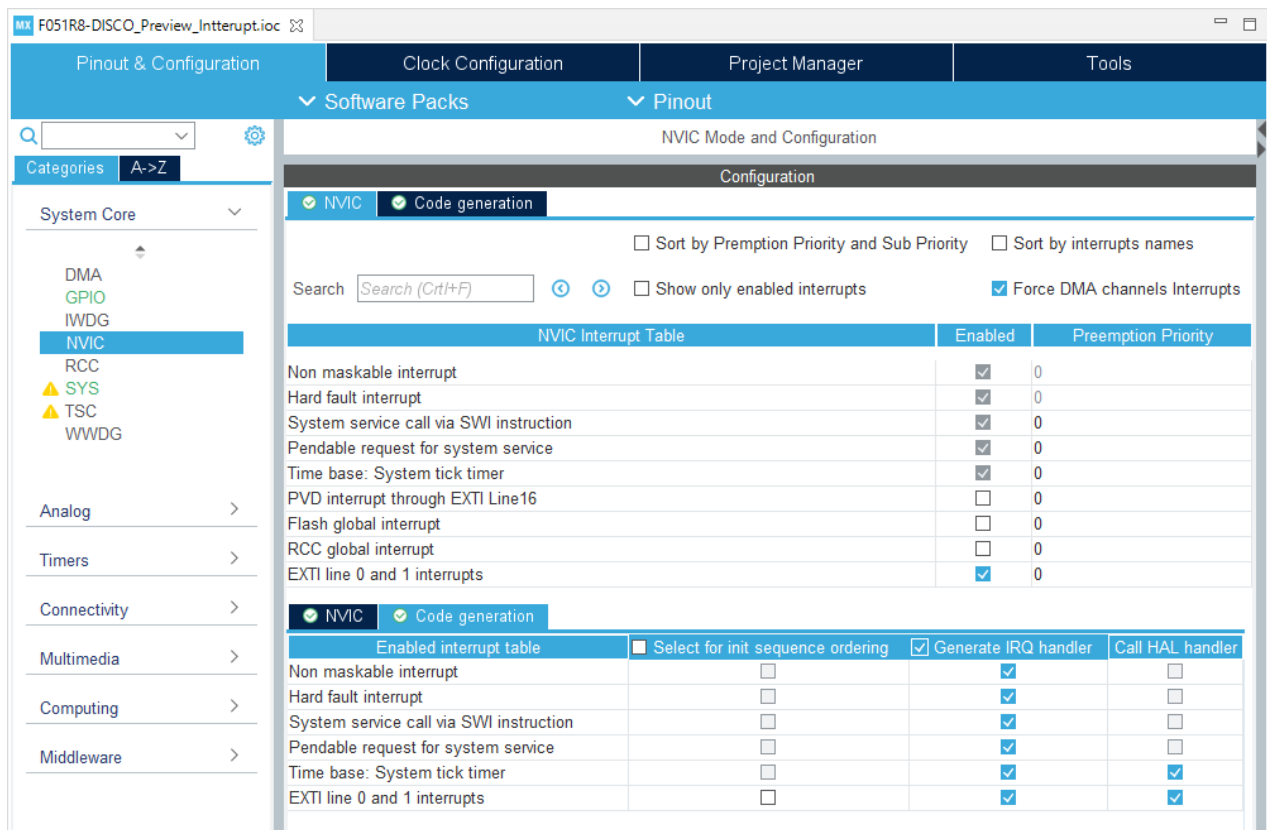 MX F051R8-DISCO_Preview_Intterupt.ioc
Pinout & Configuration Clock Configuration Project Manager Tools
Software Packs Pinout
NVIC Mode and Configuration
Categories A->Z
Configuration
System Core
DMA
GPIO
IWDG
NVIC
RCC
SYS
TSC
WWDG
Analog
Timers
Connectivity
Multimedia
Computing
Middleware
NVIC Code generation
Sort by Premption Priority and Sub Priority Sort by interrupts names
Search Search (Crtl+F) Show only enabled interrupts Force DMA channels Interrupts
NVIC Interrupt Table Enabled Preemption Priority
Non maskable interrupt 0
Hard fault interrupt 0
System service call via SWI instruction 0
Pendable request for system service 0
Time base: System tick timer 0
PVD interrupt through EXTI Line16 0
Flash global interrupt 0
RCC global interrupt 0
EXTI line 0 and 1 interrupts 0
NVIC Code generation
Enabled interrupt table Select for init sequence ordering Generate IRQ handler Call HAL handler
Non maskable interrupt
Hard fault interrupt
System service call via SWI instruction
Pendable request for system service
Time base: System tick timer
EXTI line 0 and 1 interrupts